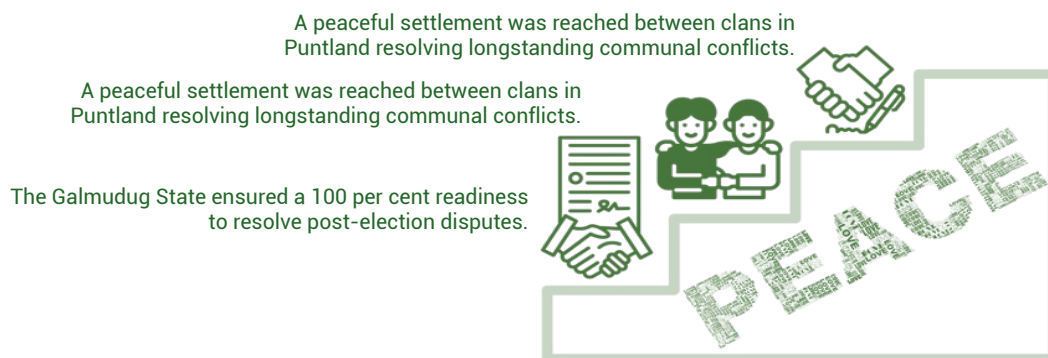 A peaceful settlement was reached between clans in
Puntland resolving longstanding communal conflicts.
A peaceful settlement was reached between clans in
Puntland resolving longstanding communal conflicts.
The Galmudug State ensured a 100 per cent readiness
to resolve post-election disputes.
PEACE